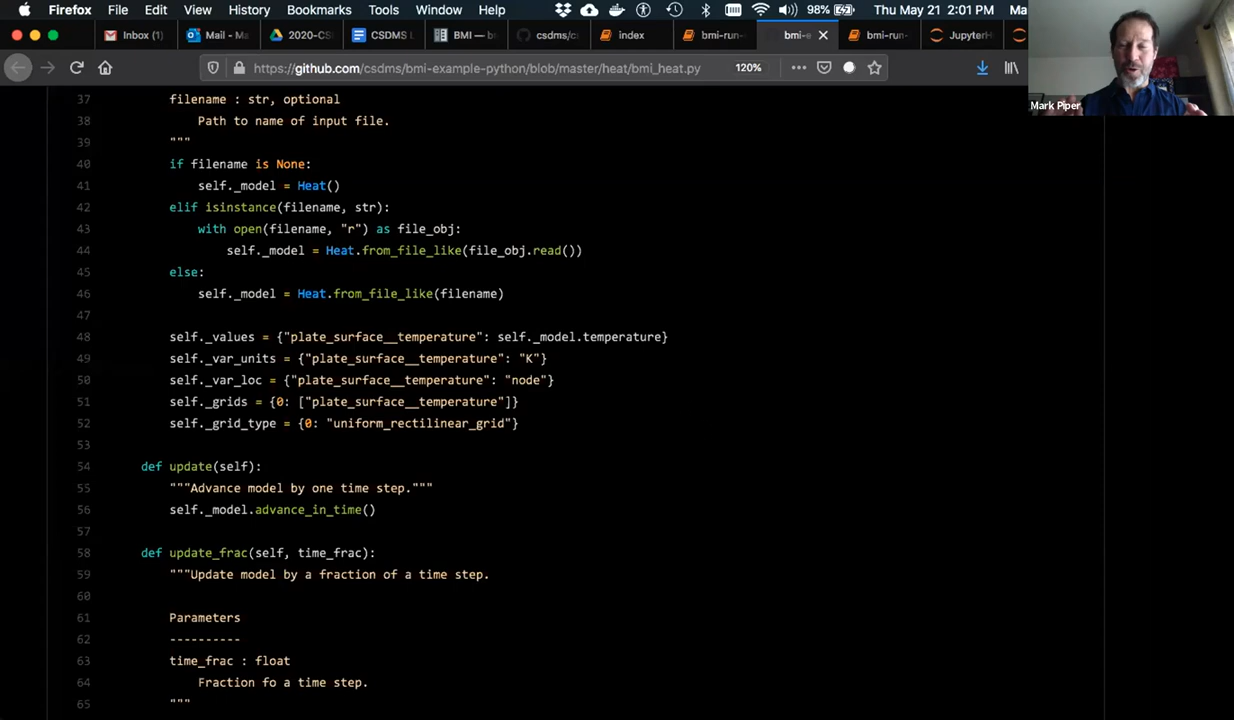 Firefox File Edit View History Bookmarks Tools Window Help 98% Thu May 21 2:01 PM Ma
Inbox (1) Mail - Ma 2020-CS CSDMS L BMI — b csdms/c index bmi-run- bmi-e bmi-run- JupyterH
https://github.com/csdms/bmi-example-python/blob/master/heat/bmi_heat.py 120%
Mark Piper
37 filename : str, optional
38 Path to name of input file.
39 """
40 if filename is None:
41 self._model = Heat()
42 elif isinstance(filename, str):
43 with open(filename, "r") as file_obj:
44 self._model = Heat.from_file_like(file_obj.read())
45 else:
46 self._model = Heat.from_file_like(filename)
47
48 self._values = {"plate_surface__temperature": self._model.temperature}
49 self._var_units = {"plate_surface__temperature": "K"}
50 self._var_loc = {"plate_surface__temperature": "node"}
51 self._grids = {0: ["plate_surface__temperature"]}
52 self._grid_type = {0: "uniform_rectilinear_grid"}
53
54 def update(self):
55 """Advance model by one time step."""
56 self._model.advance_in_time()
57
58 def update_frac(self, time_frac):
59 """Update model by a fraction of a time step.
60
61 Parameters
62 ----------
63 time_frac : float
64 Fraction fo a time step.
65 """